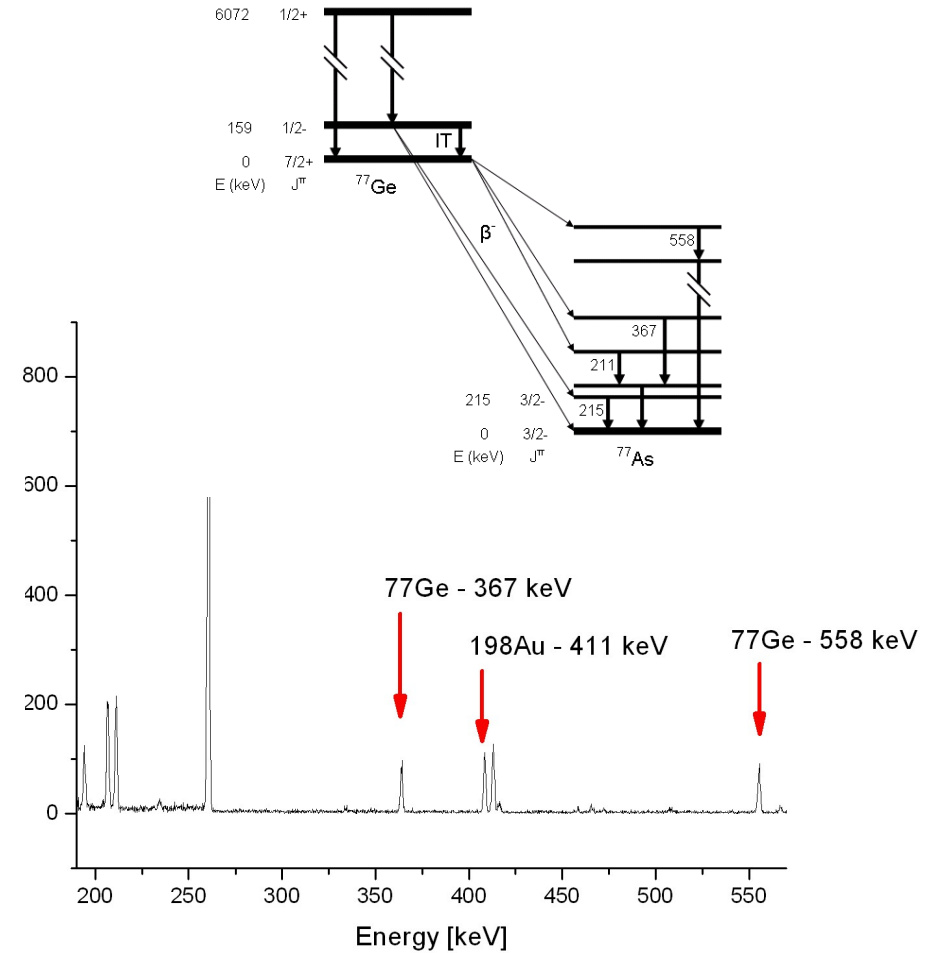 6072 1/2+
159 1/2-
IT
0 7/2+
E (keV) Jπ 77Ge
β-
558
367
211
215 3/2- 215
0 3/2-
E (keV) Jπ 77As
800
600
400
200
0
77Ge - 367 keV
198Au - 411 keV
77Ge - 558 keV
200 250 300 350 400 450 500 550
Energy [keV]